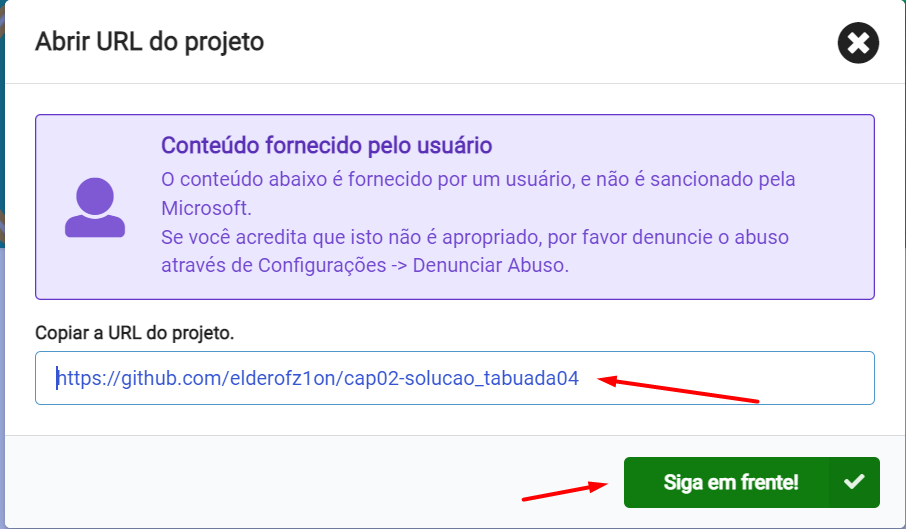 Abrir URL do projeto
Conteúdo fornecido pelo usuário
O conteúdo abaixo é fornecido por um usuário, e não é sancionado pela
Microsoft.
Se você acredita que isto não é apropriado, por favor denuncie o abuso
através de Configurações -> Denunciar Abuso.
Copiar a URL do projeto.
https://github.com/elderofz1on/cap02-solucao_tabuada04
Siga em frente!